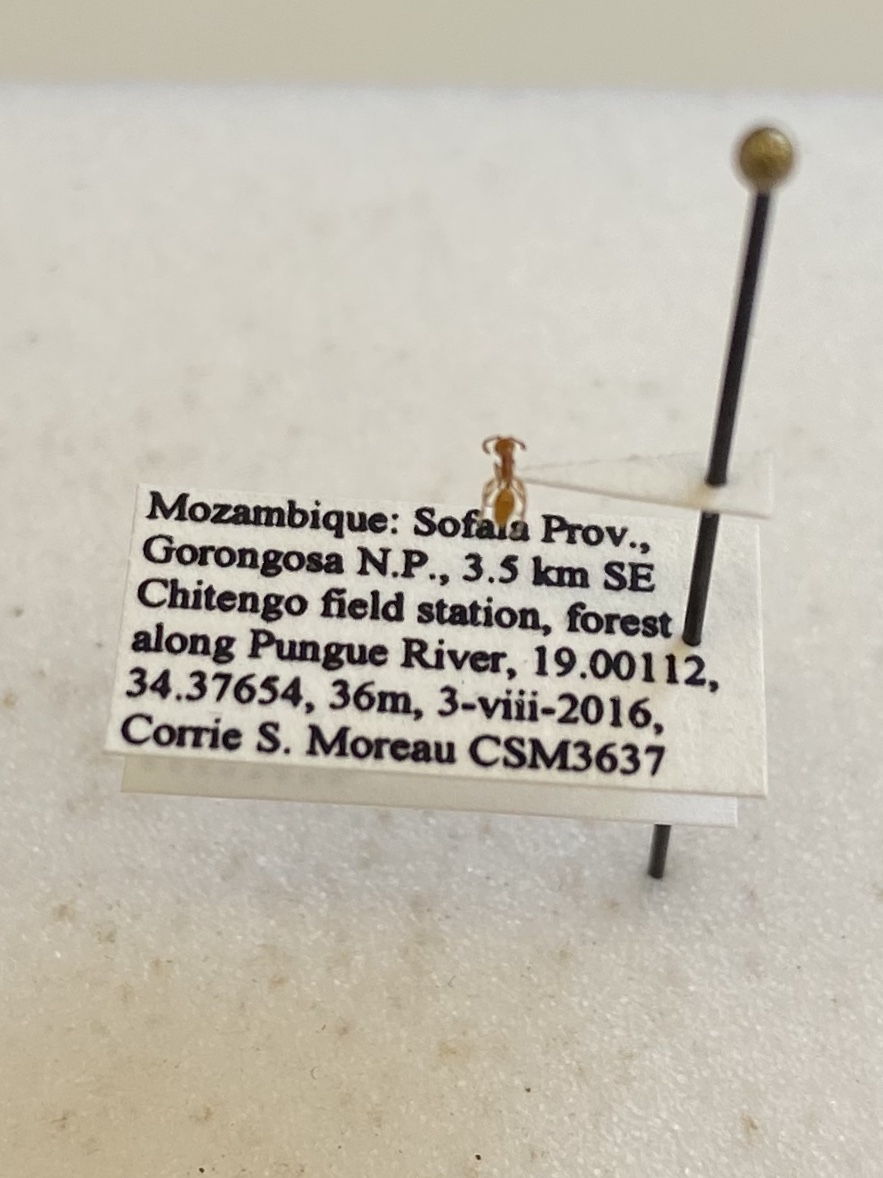 Mozambique: Sofala Prov.,
Gorongosa N.P., 3.5 km SE
Chitengo field station, forest
along Pungue River, 19.00112,
34.37654, 36m, 3-viii-2016,
Corrie S. Moreau CSM3637